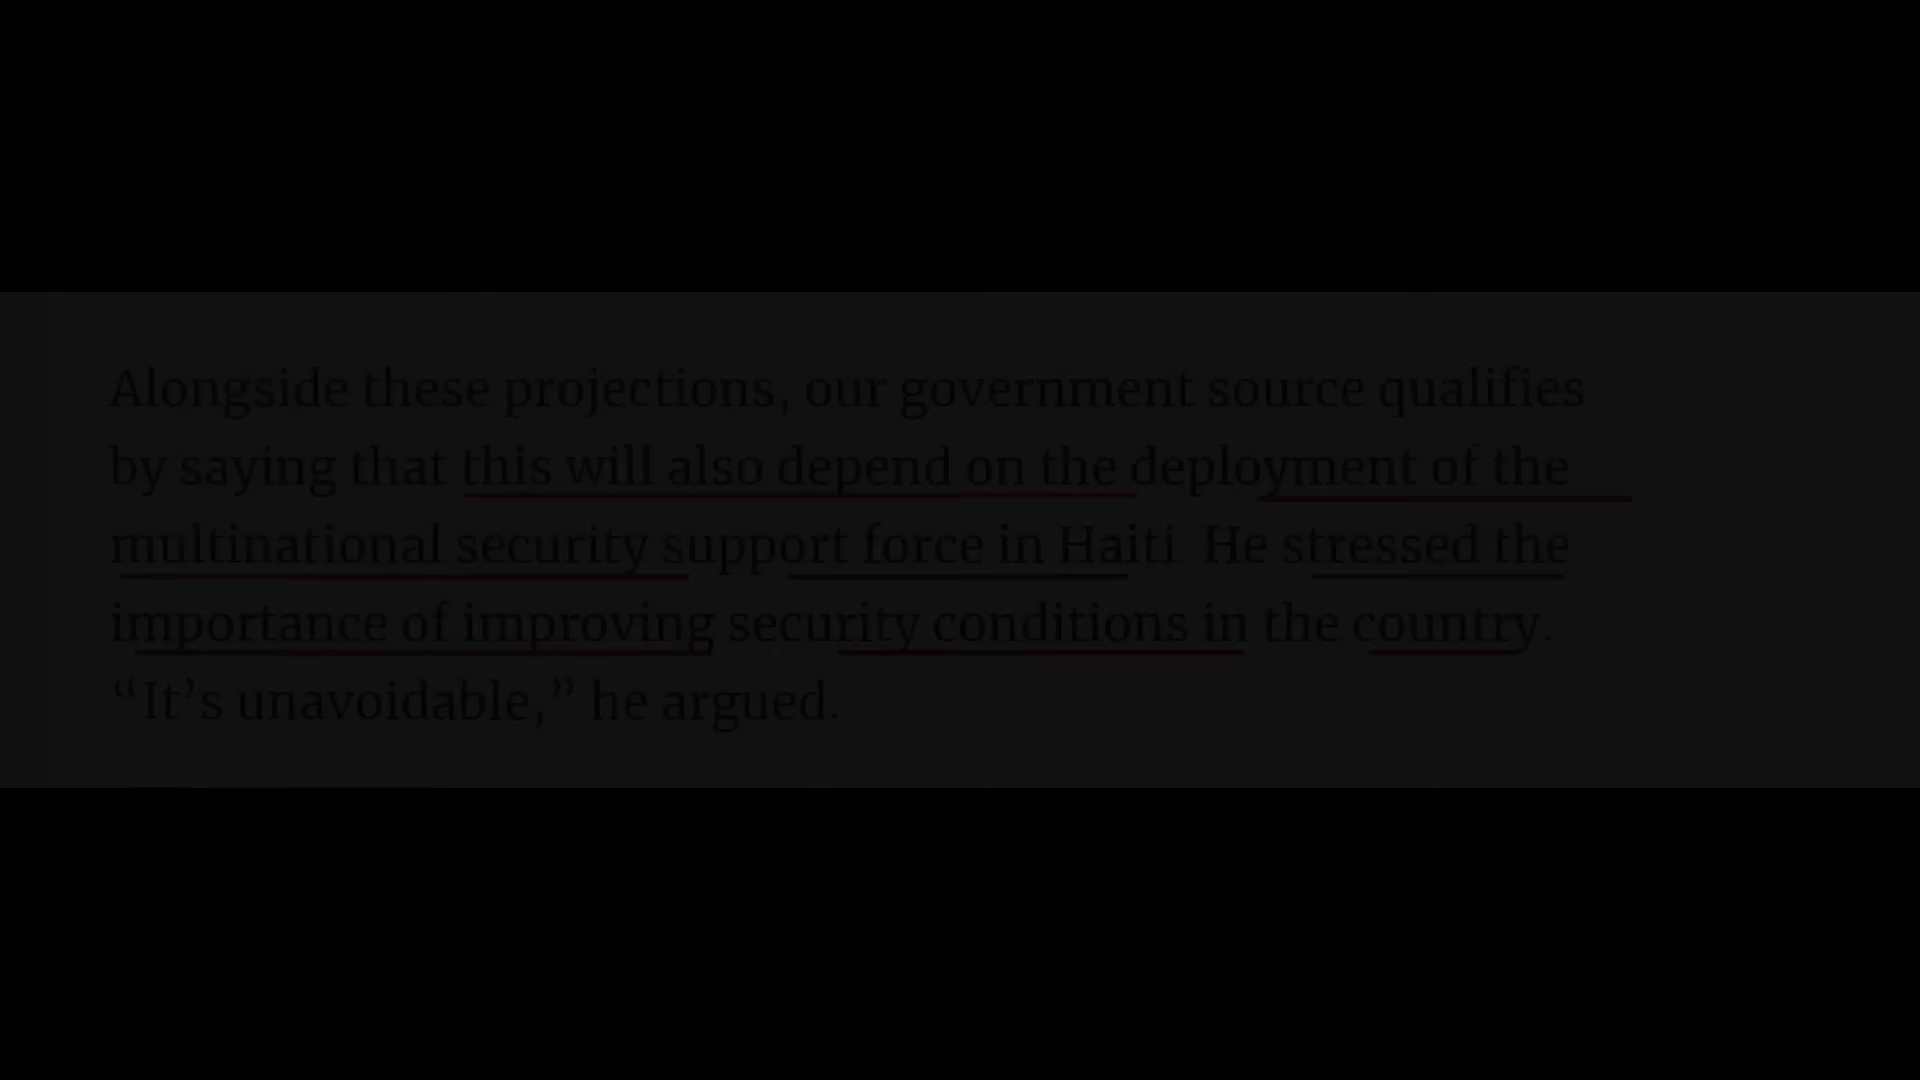 Alongside these projections, our government source qualifies
by saying that this will also depend on the deployment of the
multinational security support force in Haiti. He stressed the
importance of improving security conditions in the country.
“It’s unavoidable,” he argued.